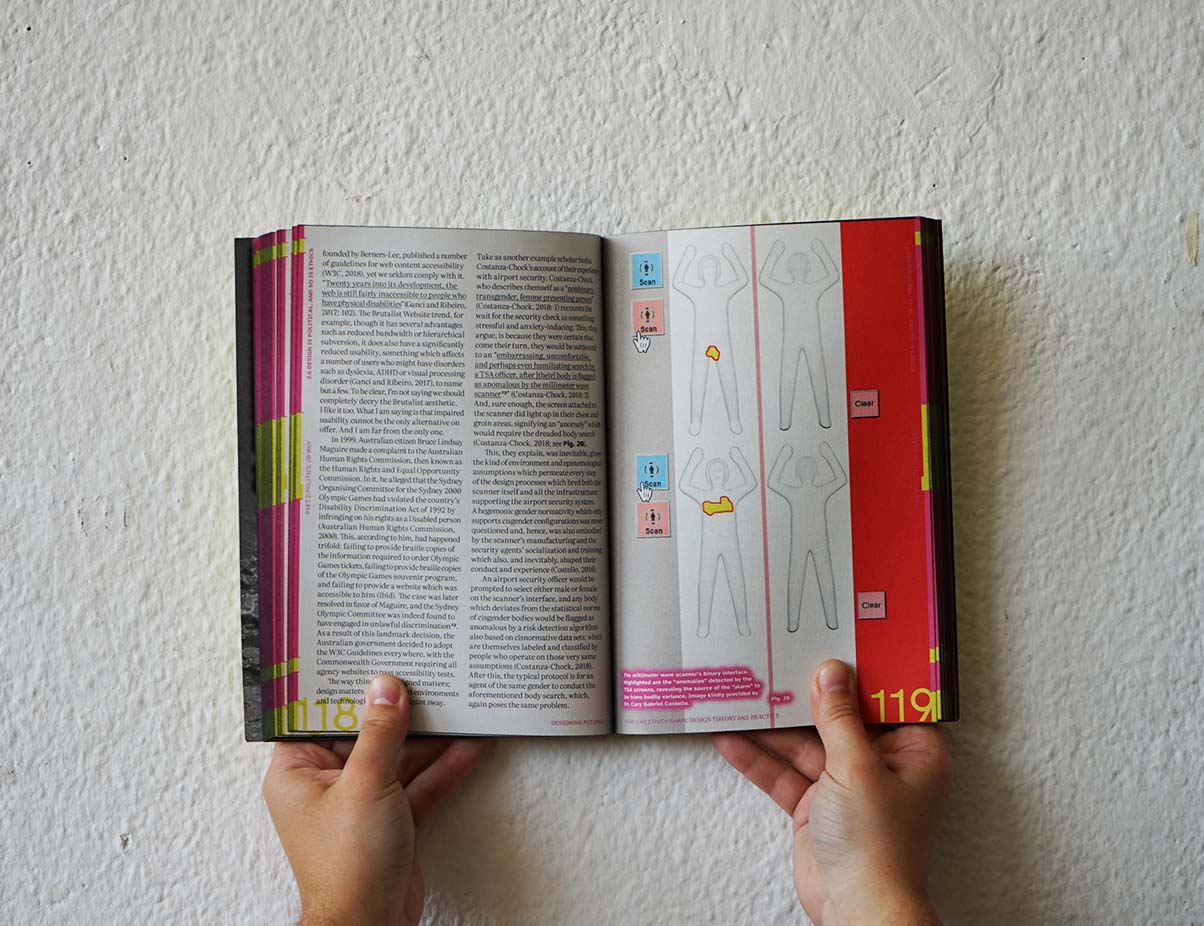 2.6 DESIGN IS POLITICAL, AND SO IS ETHICS
PART 2: POLITICS, OR WHY
founded by Berners-Lee, published a number
of guidelines for web content accessibility
(W3C, 2018), yet we seldom comply with it.
"Twenty years into its development, the
web is still fairly inaccessible to people who
have physical disabilities" (Ganci and Ribeiro,
2017: 102). The Brutalist Website trend, for
example, though it has several advantages
such as reduced bandwidth or hierarchical
subversion, it does also have a significantly
reduced usability, something which affects
a number of users who might have disorders
such as dyslexia, ADHD or visual processing
disorder (Ganci and Ribeiro, 2017), to name
but a few. To be clear, I'm not saying we should
completely decry the Brutalist aesthetic.
I like it too. What I am saying is that impaired
usability cannot be the only alternative on
offer. And I am far from the only one.
In 1999, Australian citizen Bruce Lindsay
Maguire made a complaint to the Australian
Human Rights Commission, then known as
the Human Rights and Equal Opportunity
Commission. In it, he alleged that the Sydney
Organising Committee for the Sydney 2000
Olympic Games had violated the country's
Disability Discrimination Act of 1992 by
infringing on his rights as a Disabled person
(Australian Human Rights Commission,
2000). This, according to him, had happened
trifold: failing to provide braille copies of
the information required to order Olympic
Games tickets, failing to provide braille copies
of the Olympic Games souvenir program,
and failing to provide a website which was
accessible to him (Ibid). The case was later
resolved in favor of Maguire, and the Sydney
Olympic Committee was indeed found to
have engaged in unlawful discrimination⁷².
As a result of this landmark decision, the
Australian government decided to adopt
the W3C Guidelines everywhere, with the
Commonwealth Government requiring all
agency websites to pass accessibility tests.
The way matters;
design matters, environments
and sway.
118
Take as another example scholar Sasha
Costanza-Chock's account of their experience
with airport security. Costanza-Chock,
who describes themself as a "nonbinary,
transgender, femme presenting person"
(Costanza-Chock, 2018: 1) recounts the
wait for the security check as something
stressful and anxiety-inducing. This, they
argue, is because they were certain that,
come their turn, they would be subjected
to an "embarrassing, uncomfortable,
and perhaps even humiliating search by
a TSA officer, after [their] body is flagged
as anomalous by the millimeter wave
scanner⁷³" (Costanza-Chock, 2018: 2).
And, sure enough, the screen attached to
the scanner did light up in their chest and
groin areas, signifying an "anomaly" which
would require the dreaded body search
(Costanza-Chock, 2018; see Fig. 20).
This, they explain, was inevitable, given
the kind of environment and epistemological
assumptions which permeate every step
of the design processes which bred both the
scanner itself and all the infrastructure
supporting the airport security system.
A hegemonic gender normativity which only
supports cisgender configurations was never
questioned and, hence, was also embodied
by the scanner's manufacturing and the
security agents' socialization and training
which also, and inevitably, shaped their
conduct and experience (Costello, 2016).
An airport security officer would be
prompted to select either male or female
on the scanner's interface, and any body
which deviates from the statistical norms
of cisgender bodies would be flagged as
anomalous by a risk detection algorithm
also based on cisnormative data sets; which
are themselves labeled and classified by
people who operate on those very same
assumptions (Costanza-Chock, 2018).
After this, the typical protocol is for an
agent of the same gender to conduct the
aforementioned body search, which,
again poses the same problem.
DESIGNING FUTURES
Scan
Scan
Clear
Scan
Scan
Clear
The millimeter wave scanner's binary interface.
Highlighted are the "anomalies" detected by the
TSA screens, revealing the source of the "alarm" to
be trans bodily variance. Image kindly provided by
Dr. Cary Gabriel Costello.
Fig. 20
HOW CAN ETHICS SHAPE DESIGN THEORY AND PRACTICE
119